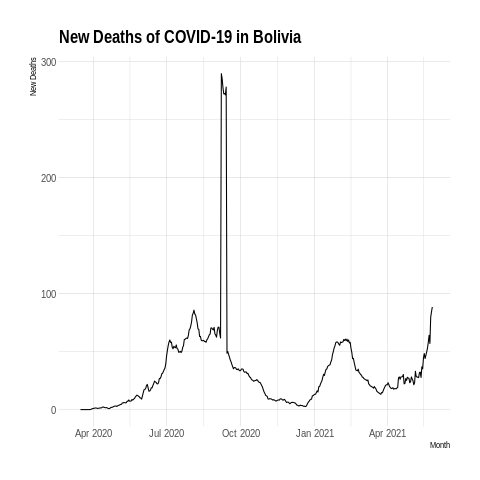 New Deaths of COVID-19 in Bolivia
New Deaths
300
200
100
0
Apr 2020 Jul 2020 Oct 2020 Jan 2021 Apr 2021
Month